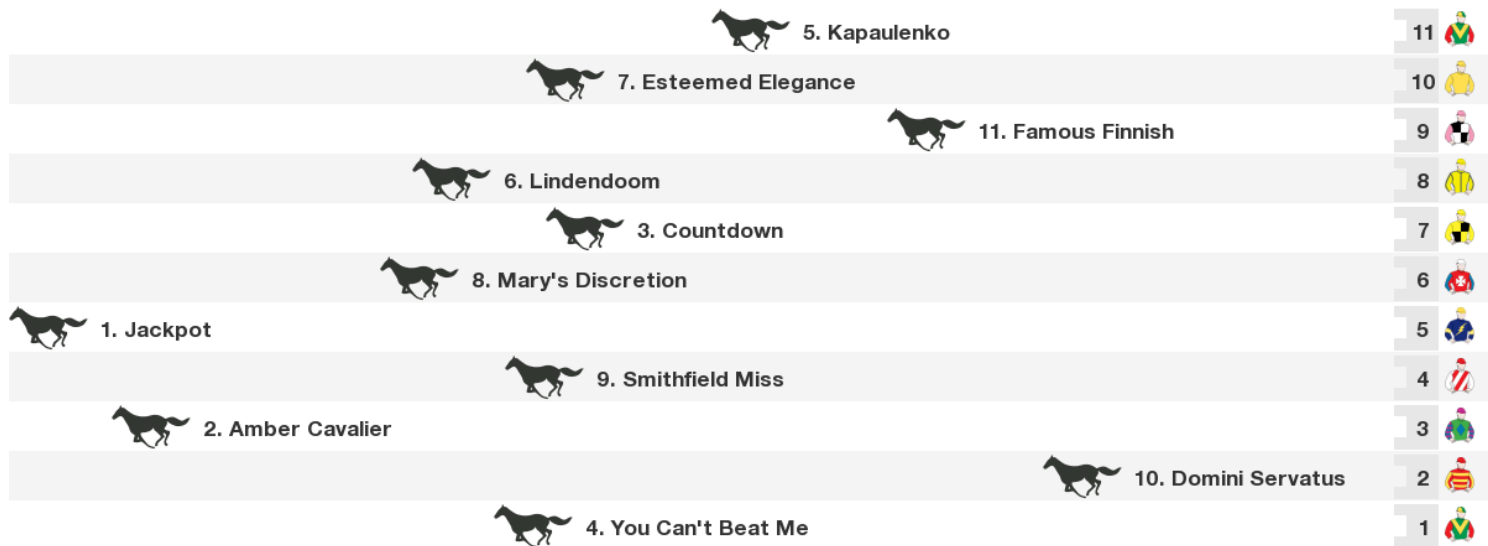 5. Kapaulenko 11
7. Esteemed Elegance 10
11. Famous Finnish 9
6. Lindendoom 8
3. Countdown 7
8. Mary's Discretion 6
1. Jackpot 5
9. Smithfield Miss 4
2. Amber Cavalier 3
10. Domini Servatus 2
4. You Can't Beat Me 1